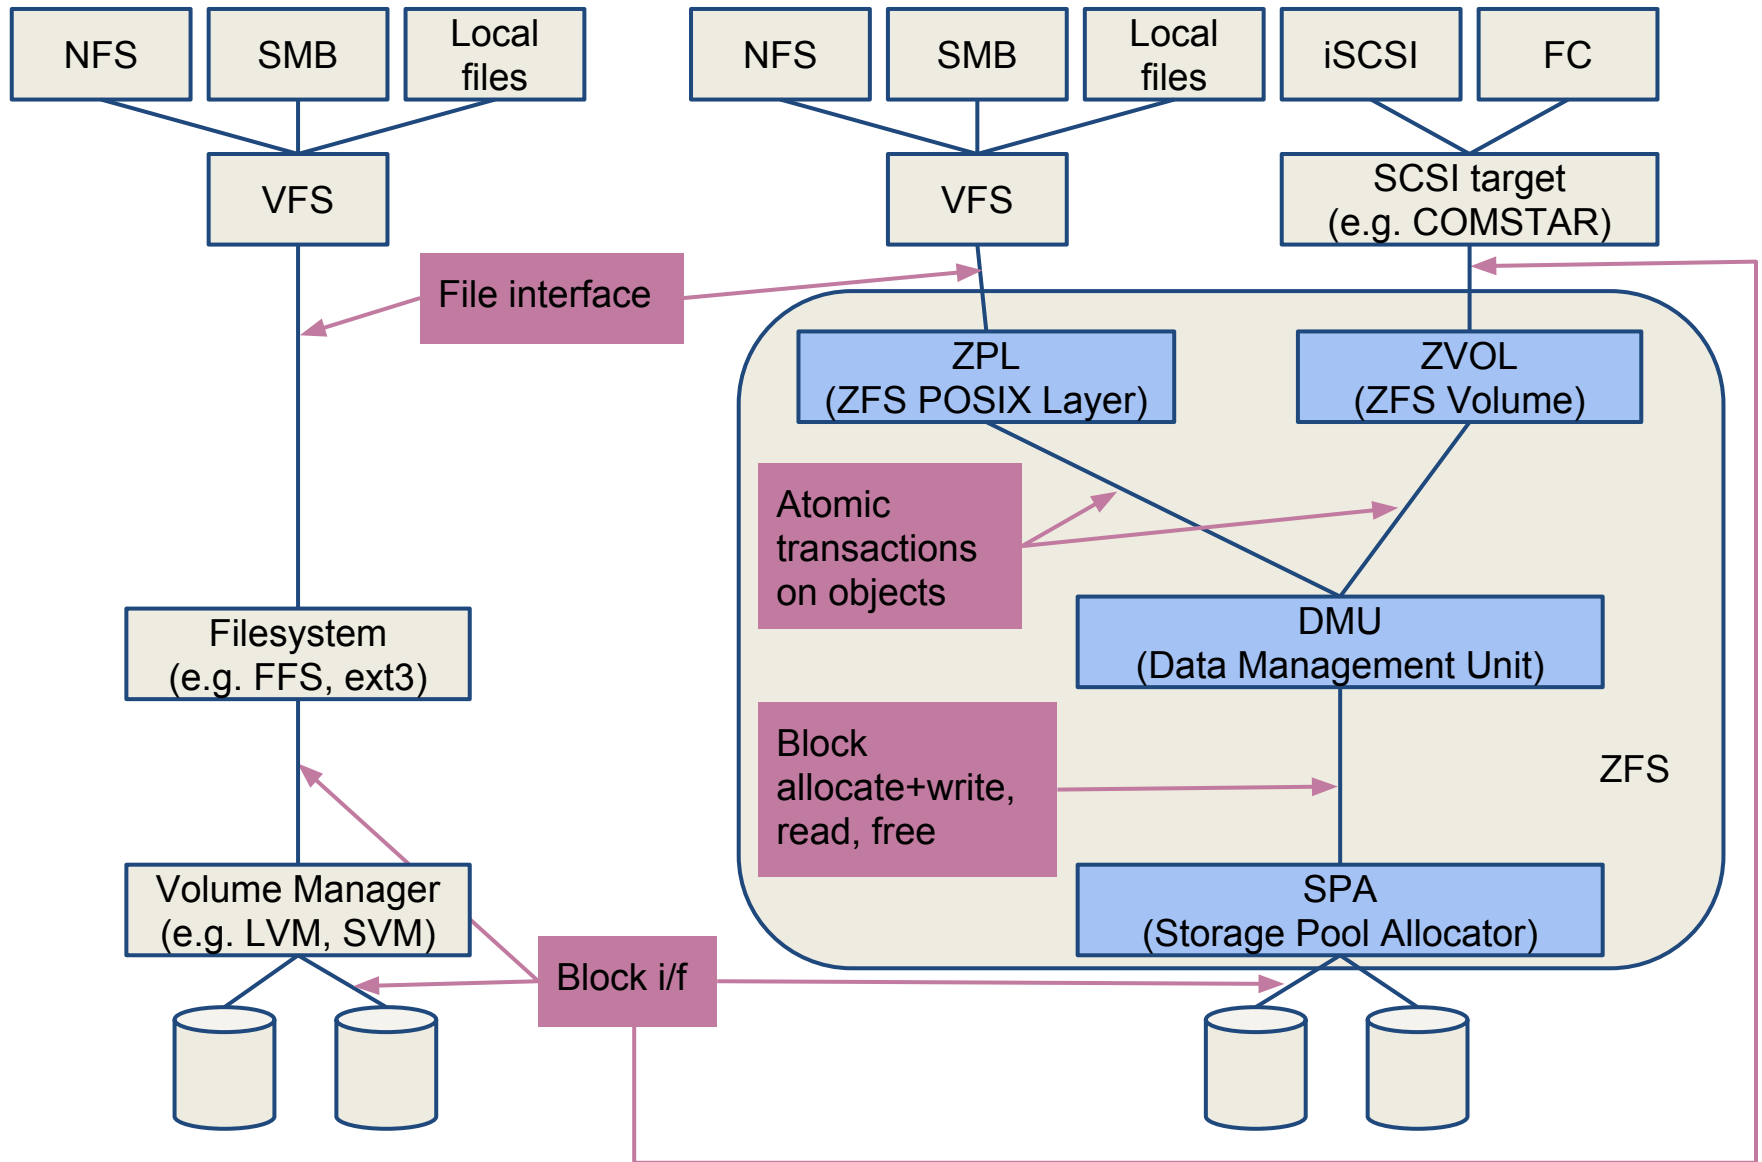 NFS
SMB
Local
files
NFS
SMB
Local
files
iSCSI
FC
VFS
VFS
SCSI target
(e.g. COMSTAR)
File interface
ZPL
(ZFS POSIX Layer)
ZVOL
(ZFS Volume)
Atomic
transactions
on objects
Filesystem
(e.g. FFS, ext3)
DMU
(Data Management Unit)
Block
allocate+write,
read, free
ZFS
Volume Manager
(e.g. LVM, SVM)
SPA
(Storage Pool Allocator)
Block i/f